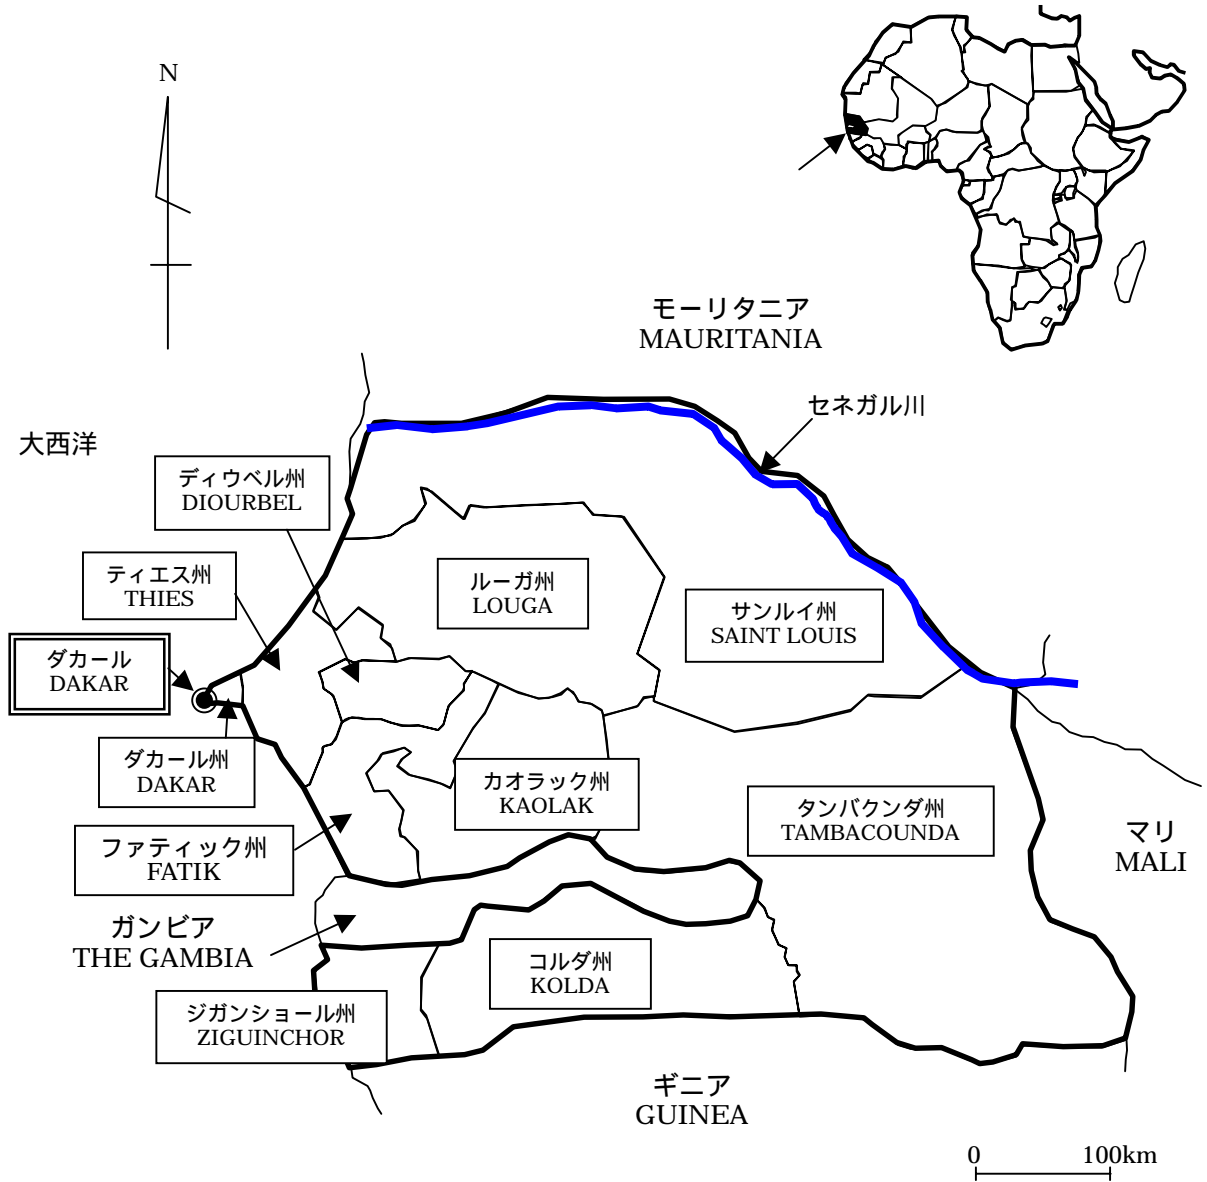 N
モーリタニア
MAURITANIA
セネガル川
大西洋
ディウベル州
DIOURBEL
ティエス州
THIES
ルーガ州
LOUGA
サンルイ州
SAINT LOUIS
ダカール
DAKAR
ダカール州
DAKAR
カオラック州
KAOLAK
タンバクンダ州
TAMBACOUNDA
マリ
MALI
ファティック州
FATIK
ガンビア
THE GAMBIA
コルダ州
KOLDA
ジガンショール州
ZIGUINCHOR
ギニア
GUINEA
0 100km